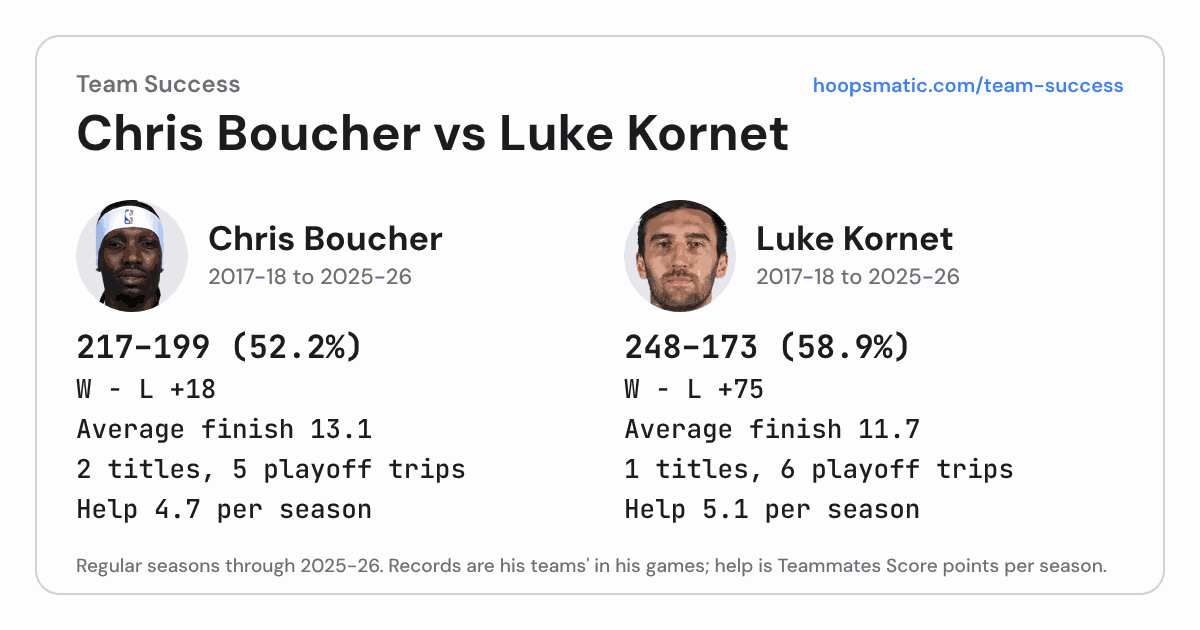 Team Success
hoopsmatic.com/team-success
Chris Boucher vs Luke Kornet
Chris Boucher
2017-18 to 2025-26
217-199 (52.2%)
W - L +18
Average finish 13.1
2 titles, 5 playoff trips
Help 4.7 per season
Luke Kornet
2017-18 to 2025-26
248-173 (58.9%)
W - L +75
Average finish 11.7
1 titles, 6 playoff trips
Help 5.1 per season
Regular seasons through 2025-26. Records are his teams' in his games; help is Teammates Score points per season.